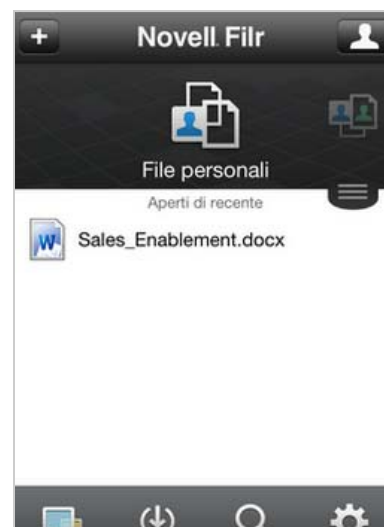 + Novell. Filr
File personali
Aperti di recente
W Sales_Enablement.docx